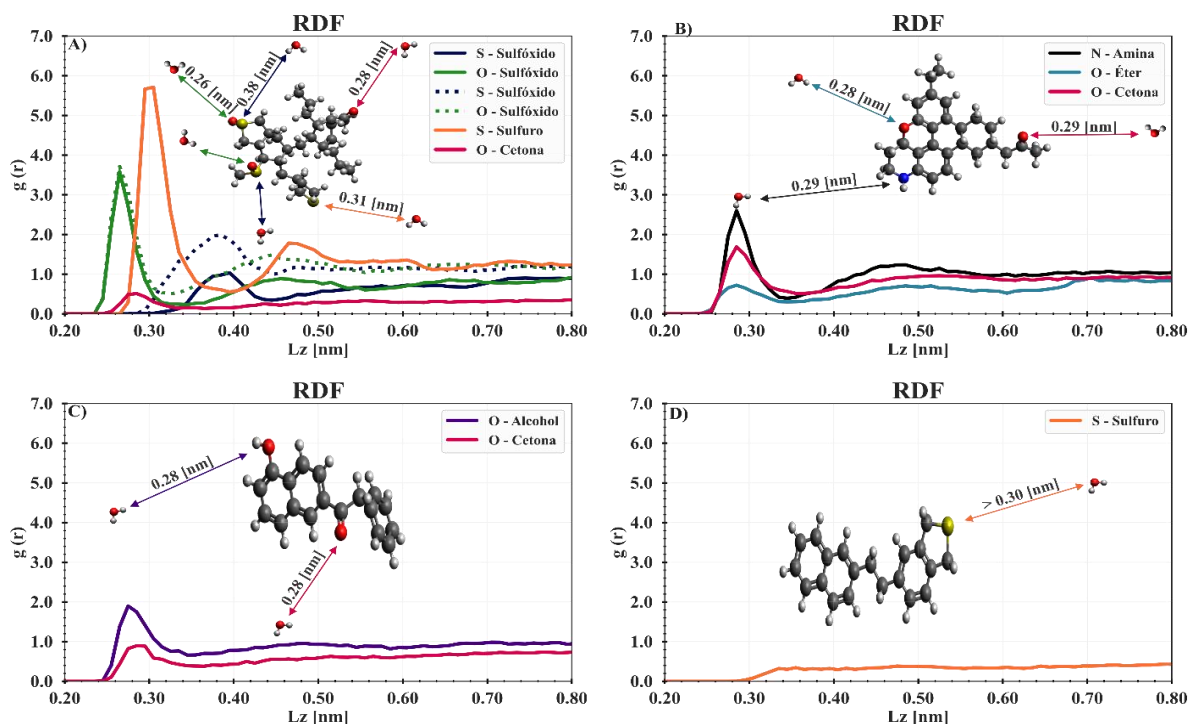 RDF
A)
7.0
6.0
5.0
4.0
3.0
2.0
1.0
0.0
g (r)
S - Sulfóxido
O - Sulfóxido
S - Sulfóxido
O - Sulfóxido
S - Sulfuro
O - Cetona
0.26 [nm]
0.38 [nm]
0.28 [nm]
0.31 [nm]
0.20 0.30 0.40 0.50 0.60 0.70 0.80
Lz [nm]
RDF
B)
7.0
6.0
5.0
4.0
3.0
2.0
1.0
0.0
g (r)
N - Amina
O - Éter
O - Cetona
0.28 [nm]
0.29 [nm]
0.29 [nm]
0.20 0.30 0.40 0.50 0.60 0.70 0.80
Lz [nm]
RDF
C)
7.0
6.0
5.0
4.0
3.0
2.0
1.0
0.0
g (r)
O - Alcohol
O - Cetona
0.28 [nm]
0.28 [nm]
0.20 0.30 0.40 0.50 0.60 0.70 0.80
Lz [nm]
RDF
D)
7.0
6.0
5.0
4.0
3.0
2.0
1.0
0.0
g (r)
S - Sulfuro
> 0.30 [nm]
0.20 0.30 0.40 0.50 0.60 0.70 0.80
Lz [nm]